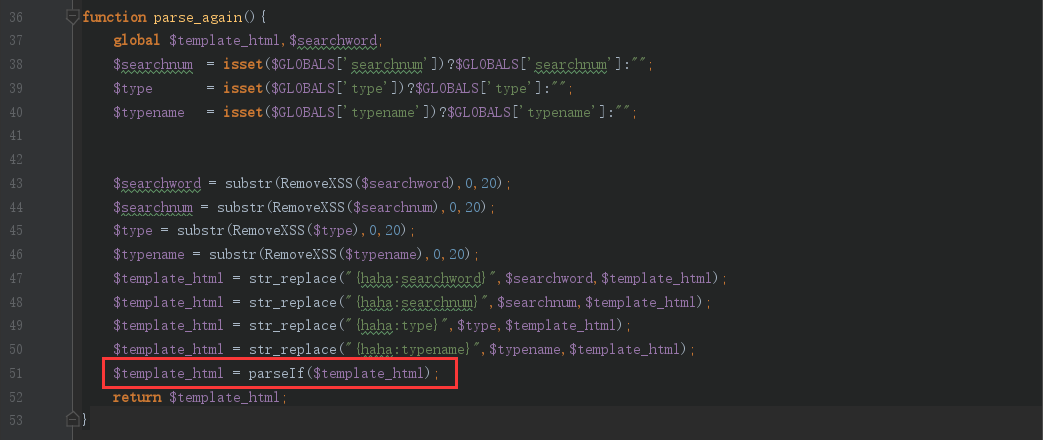 36 function parse_again(){
37 global $template_html,$searchword;
38 $searchnum = isset($GLOBALS['searchnum'])?$GLOBALS['searchnum']:"";
39 $type = isset($GLOBALS['type'])?$GLOBALS['type']:"";
40 $typename = isset($GLOBALS['typename'])?$GLOBALS['typename']:"";
41
42
43 $searchword = substr(RemoveXSS($searchword),0,20);
44 $searchnum = substr(RemoveXSS($searchnum),0,20);
45 $type = substr(RemoveXSS($type),0,20);
46 $typename = substr(RemoveXSS($typename),0,20);
47 $template_html = str_replace("{haha:searchword}",$searchword,$template_html);
48 $template_html = str_replace("{haha:searchnum}",$searchnum,$template_html);
49 $template_html = str_replace("{haha:type}",$type,$template_html);
50 $template_html = str_replace("{haha:typename}",$typename,$template_html);
51 $template_html = parseIf($template_html);
52 return $template_html;
53 }